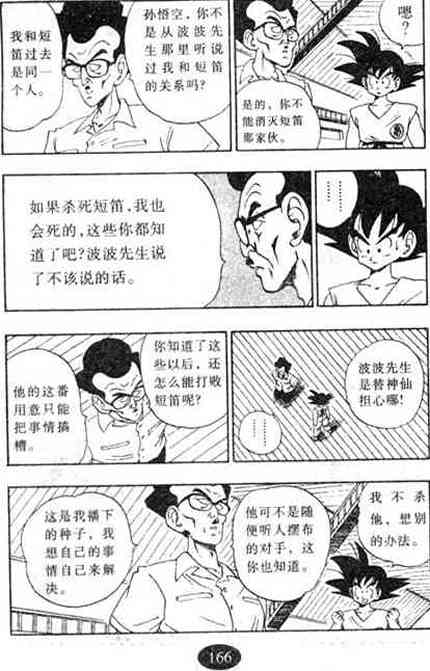 嗯？
是的，你不
能消灭短笛
那家伙。
孙悟空，你不
是从波波先
生那里听说
过我和短笛
的关系吗？
我和短
笛过去
是同一
个人。
……
如果杀死短笛，我也
会死的，这些你都知
道了吧？波波先生说
了不该说的话。
波波先生
是替神仙
担心哪！
……
你知道了这
些以后，还
怎么能打败
短笛呢？
他的这番
用意只能
把事情搞
糟。
我不杀
他，想别
的办法。
他可不是随
便听人摆布
的对手，这
你也知道。
这是我播下
的种子，我
想自己的事
情自己来解
决。
166